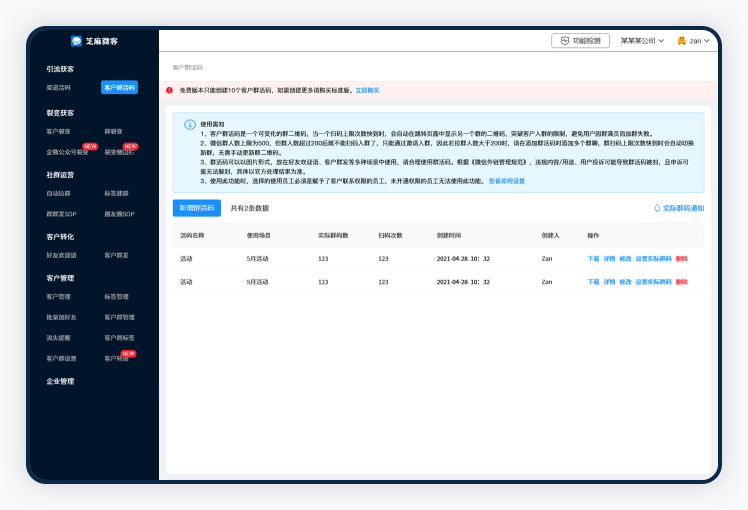 芝麻微客
功能检测 某某某公司 zan
引流获客
渠道活码 客户群活码
裂变获客
客户裂变 群裂变
企微公众号裂变 NEW 裂变侧边栏 NEW
社群运营
自动拉群 标签建群
群群发SOP 朋友圈SOP
客户转化
好友欢迎语 客户群发
客户管理
客户管理 标签管理
批量加好友 客户群管理
流失提醒 客户群标签
客户群设置 客户转接 NEW
企业管理
客户群活码
免费版本只能创建10个客户群活码，如需创建更多请购买标准版。立即购买
使用需知
1、客户群活码是一个可变化的群二维码，当一个扫码上限次数快到时，会自动在跳转页面中显示另一个群的二维码，突破客户入群的限制，避免用户因群满员而加群失败。
2、微信群人数上限为500，但群人数超过200后就不能扫码入群了，只能通过邀请入群，因此若拉群人数大于200时，请在添加群活码时添加多个群聊，群扫码上限次数快到时会自动切换
新群，无需手动更新群二维码。
3、群活码可以以图片形式，放在好友欢迎语、客户群发等多种场景中使用，请合理使用群活码。根据《微信外链管理规范》，违规内容/用途、用户投诉可能导致群活码被封，且申诉可
能无法解封，具体以官方处理结果为准。
3、使用此功能时，选择的使用员工必须是赋予了客户联系权限的员工，未开通权限的员工无法使用此功能。 查看如何设置
新增群活码 共有2条数据 实际群码通知
活码名称 使用场景 实际群码数 扫码次数 创建时间 创建人 操作
活动 5月活动 123 123 2021-04-28 10：32 Zan 下载 详情 修改 设置实际群码 删除
活动 5月活动 123 123 2021-04-28 10：32 Zan 下载 详情 修改 设置实际群码 删除